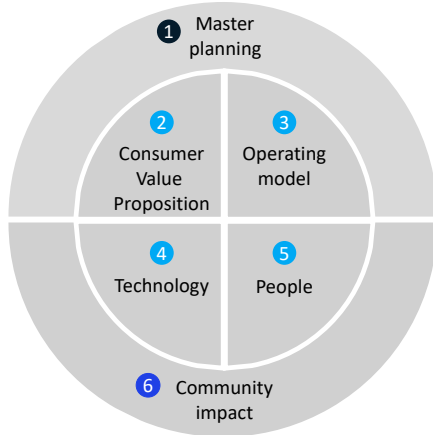 1 Master
planning
2
Consumer
Value
Proposition
3
Operating
model
4
Technology
5
People
6 Community
impact